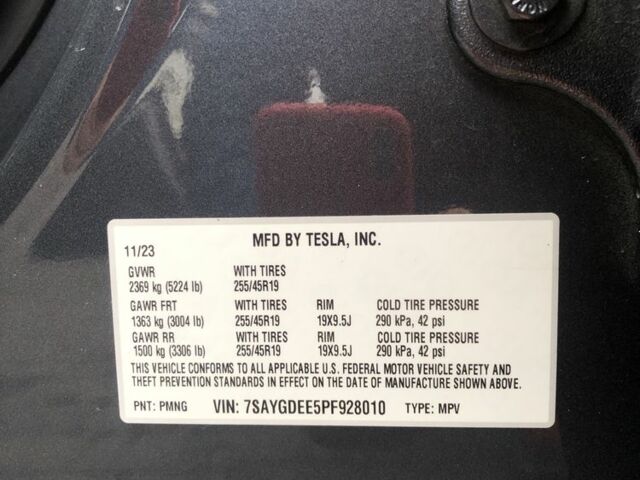 11/23 MFD BY TESLA, INC.
GVWR WITH TIRES
2369 kg (5224 lb) 255/45R19
GAWR FRT WITH TIRES RIM COLD TIRE PRESSURE
1363 kg (3004 lb) 255/45R19 19X9.5J 290 kPa, 42 psi
GAWR RR WITH TIRES RIM COLD TIRE PRESSURE
1500 kg (3306 lb) 255/45R19 19X9.5J 290 kPa, 42 psi
THIS VEHICLE CONFORMS TO ALL APPLICABLE U.S. FEDERAL MOTOR VEHICLE SAFETY AND
THEFT PREVENTION STANDARDS IN EFFECT ON THE DATE OF MANUFACTURE SHOWN ABOVE.
PNT: PMNG VIN: 7SAYGDEE5PF928010 TYPE: MPV